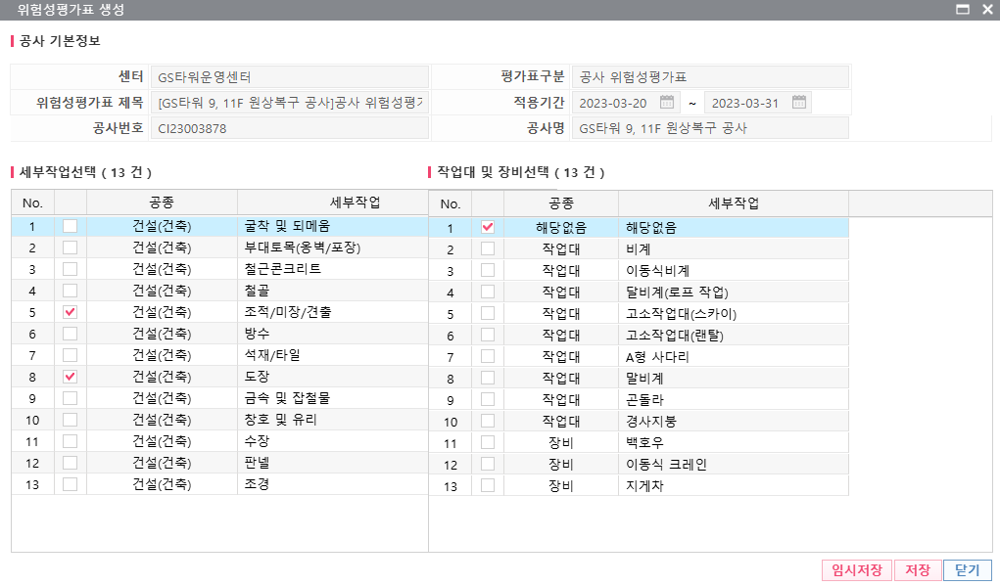 위험성평가표 생성
공사 기본정보
센터 GS타워운영센터 평가표구분 공사 위험성평가표
위험성평가표 제목 [GS타워 9, 11F 원상복구 공사]공사 위험성평가 적용기간 2023-03-20 ~ 2023-03-31
공사번호 CI23003878 공사명 GS타워 9, 11F 원상복구 공사
세부작업선택 ( 13 건 )
No. 공종 세부작업
1 건설(건축) 굴착 및 되메움
2 건설(건축) 부대토목(옹벽/포장)
3 건설(건축) 철근콘크리트
4 건설(건축) 철골
5 건설(건축) 조적/미장/견출
6 건설(건축) 방수
7 건설(건축) 석재/타일
8 건설(건축) 도장
9 건설(건축) 금속 및 잡철물
10 건설(건축) 창호 및 유리
11 건설(건축) 수장
12 건설(건축) 판넬
13 건설(건축) 조경
작업대 및 장비선택 ( 13 건 )
No. 공종 세부작업
1 해당없음 해당없음
2 작업대 비계
3 작업대 이동식비계
4 작업대 달비계(로프 작업)
5 작업대 고소작업대(스카이)
6 작업대 고소작업대(랜탈)
7 작업대 A형 사다리
8 작업대 말비계
9 작업대 곤돌라
10 작업대 경사지붕
11 장비 백호우
12 장비 이동식 크레인
13 장비 지게차
임시저장 저장 닫기